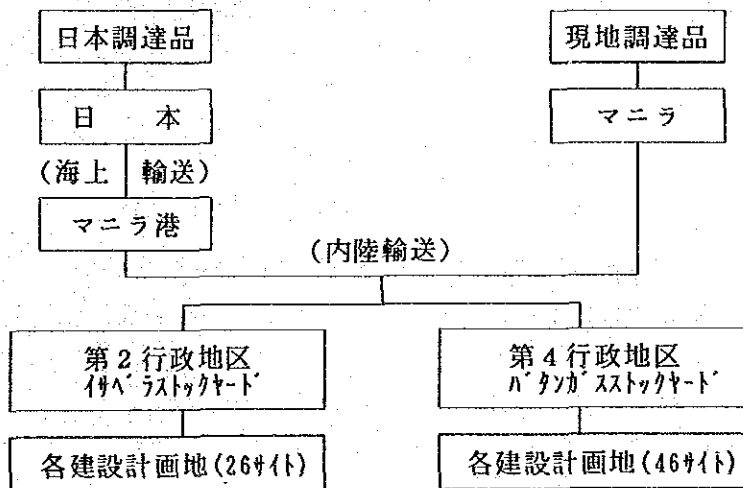 日本調達品
現地調達品
日　本
マニラ
(海上 輸送)
マニラ港
(内陸輸送)
第2行政地区
イサベラストックヤード
第4行政地区
バタンガスストックヤード
各建設計画地(26サイト)
各建設計画地(46サイト)